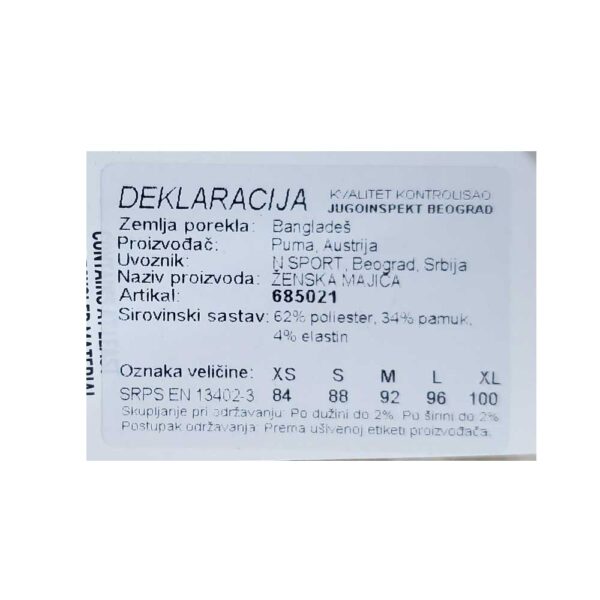 DEKLARACIJA
KVALITET KONTROLISAO
JUGOINSPEKT BEOGRAD
Zemlja porekla: Bangladeš
Proizvođač: Puma, Austrija
Uvoznik: N SPORT, Beograd, Srbija
Naziv proizvoda: ŽENSKA MAJICA
Artikal: 685021
Sirovinski sastav: 62% poliester, 34% pamuk,
4% elastin
Oznaka veličine: XS S M L XL
SRPS EN 13402-3 84 88 92 96 100
Skupljanje pri održavanju: Po dužini do 2%. Po širini do 2%
Postupak održavanja: Prema ušivenoj etiketi proizvođača.